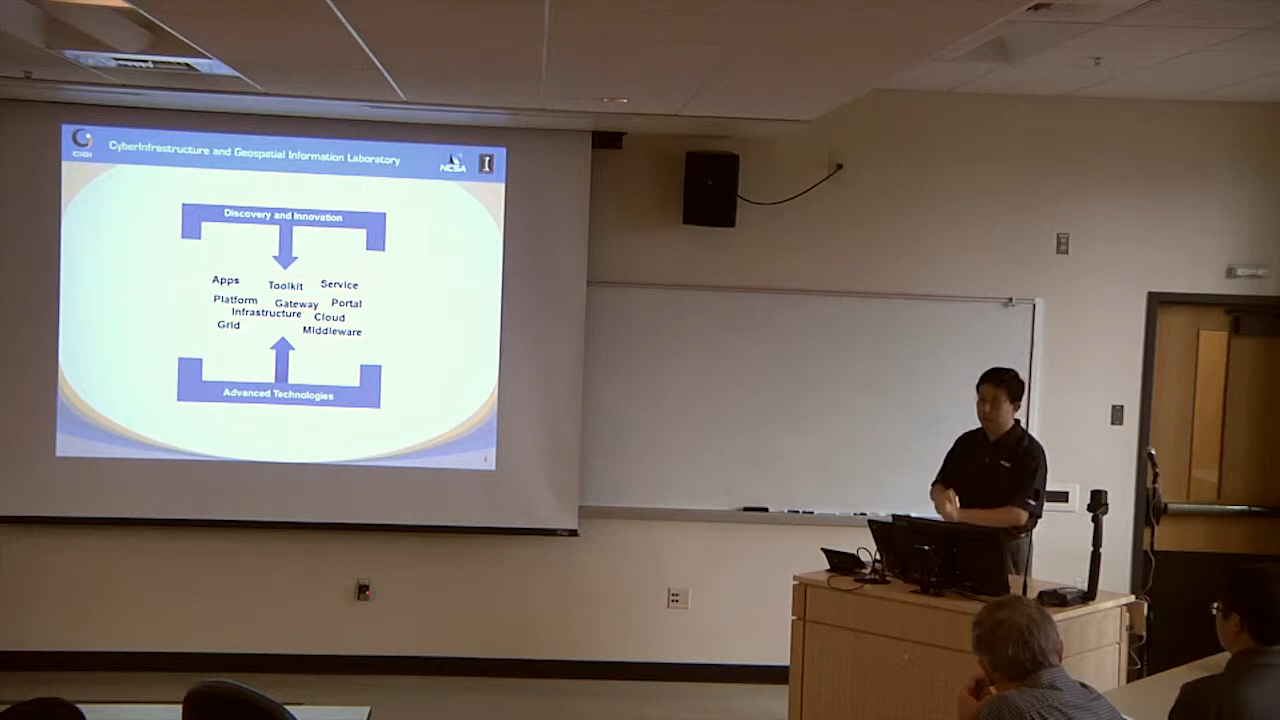 CIGI
CyberInfrastructure and Geospatial Information Laboratory
NCSA
I
Discovery and Innovation
Apps Toolkit Service
Platform Gateway Portal
Infrastructure Cloud
Grid Middleware
Advanced Technologies